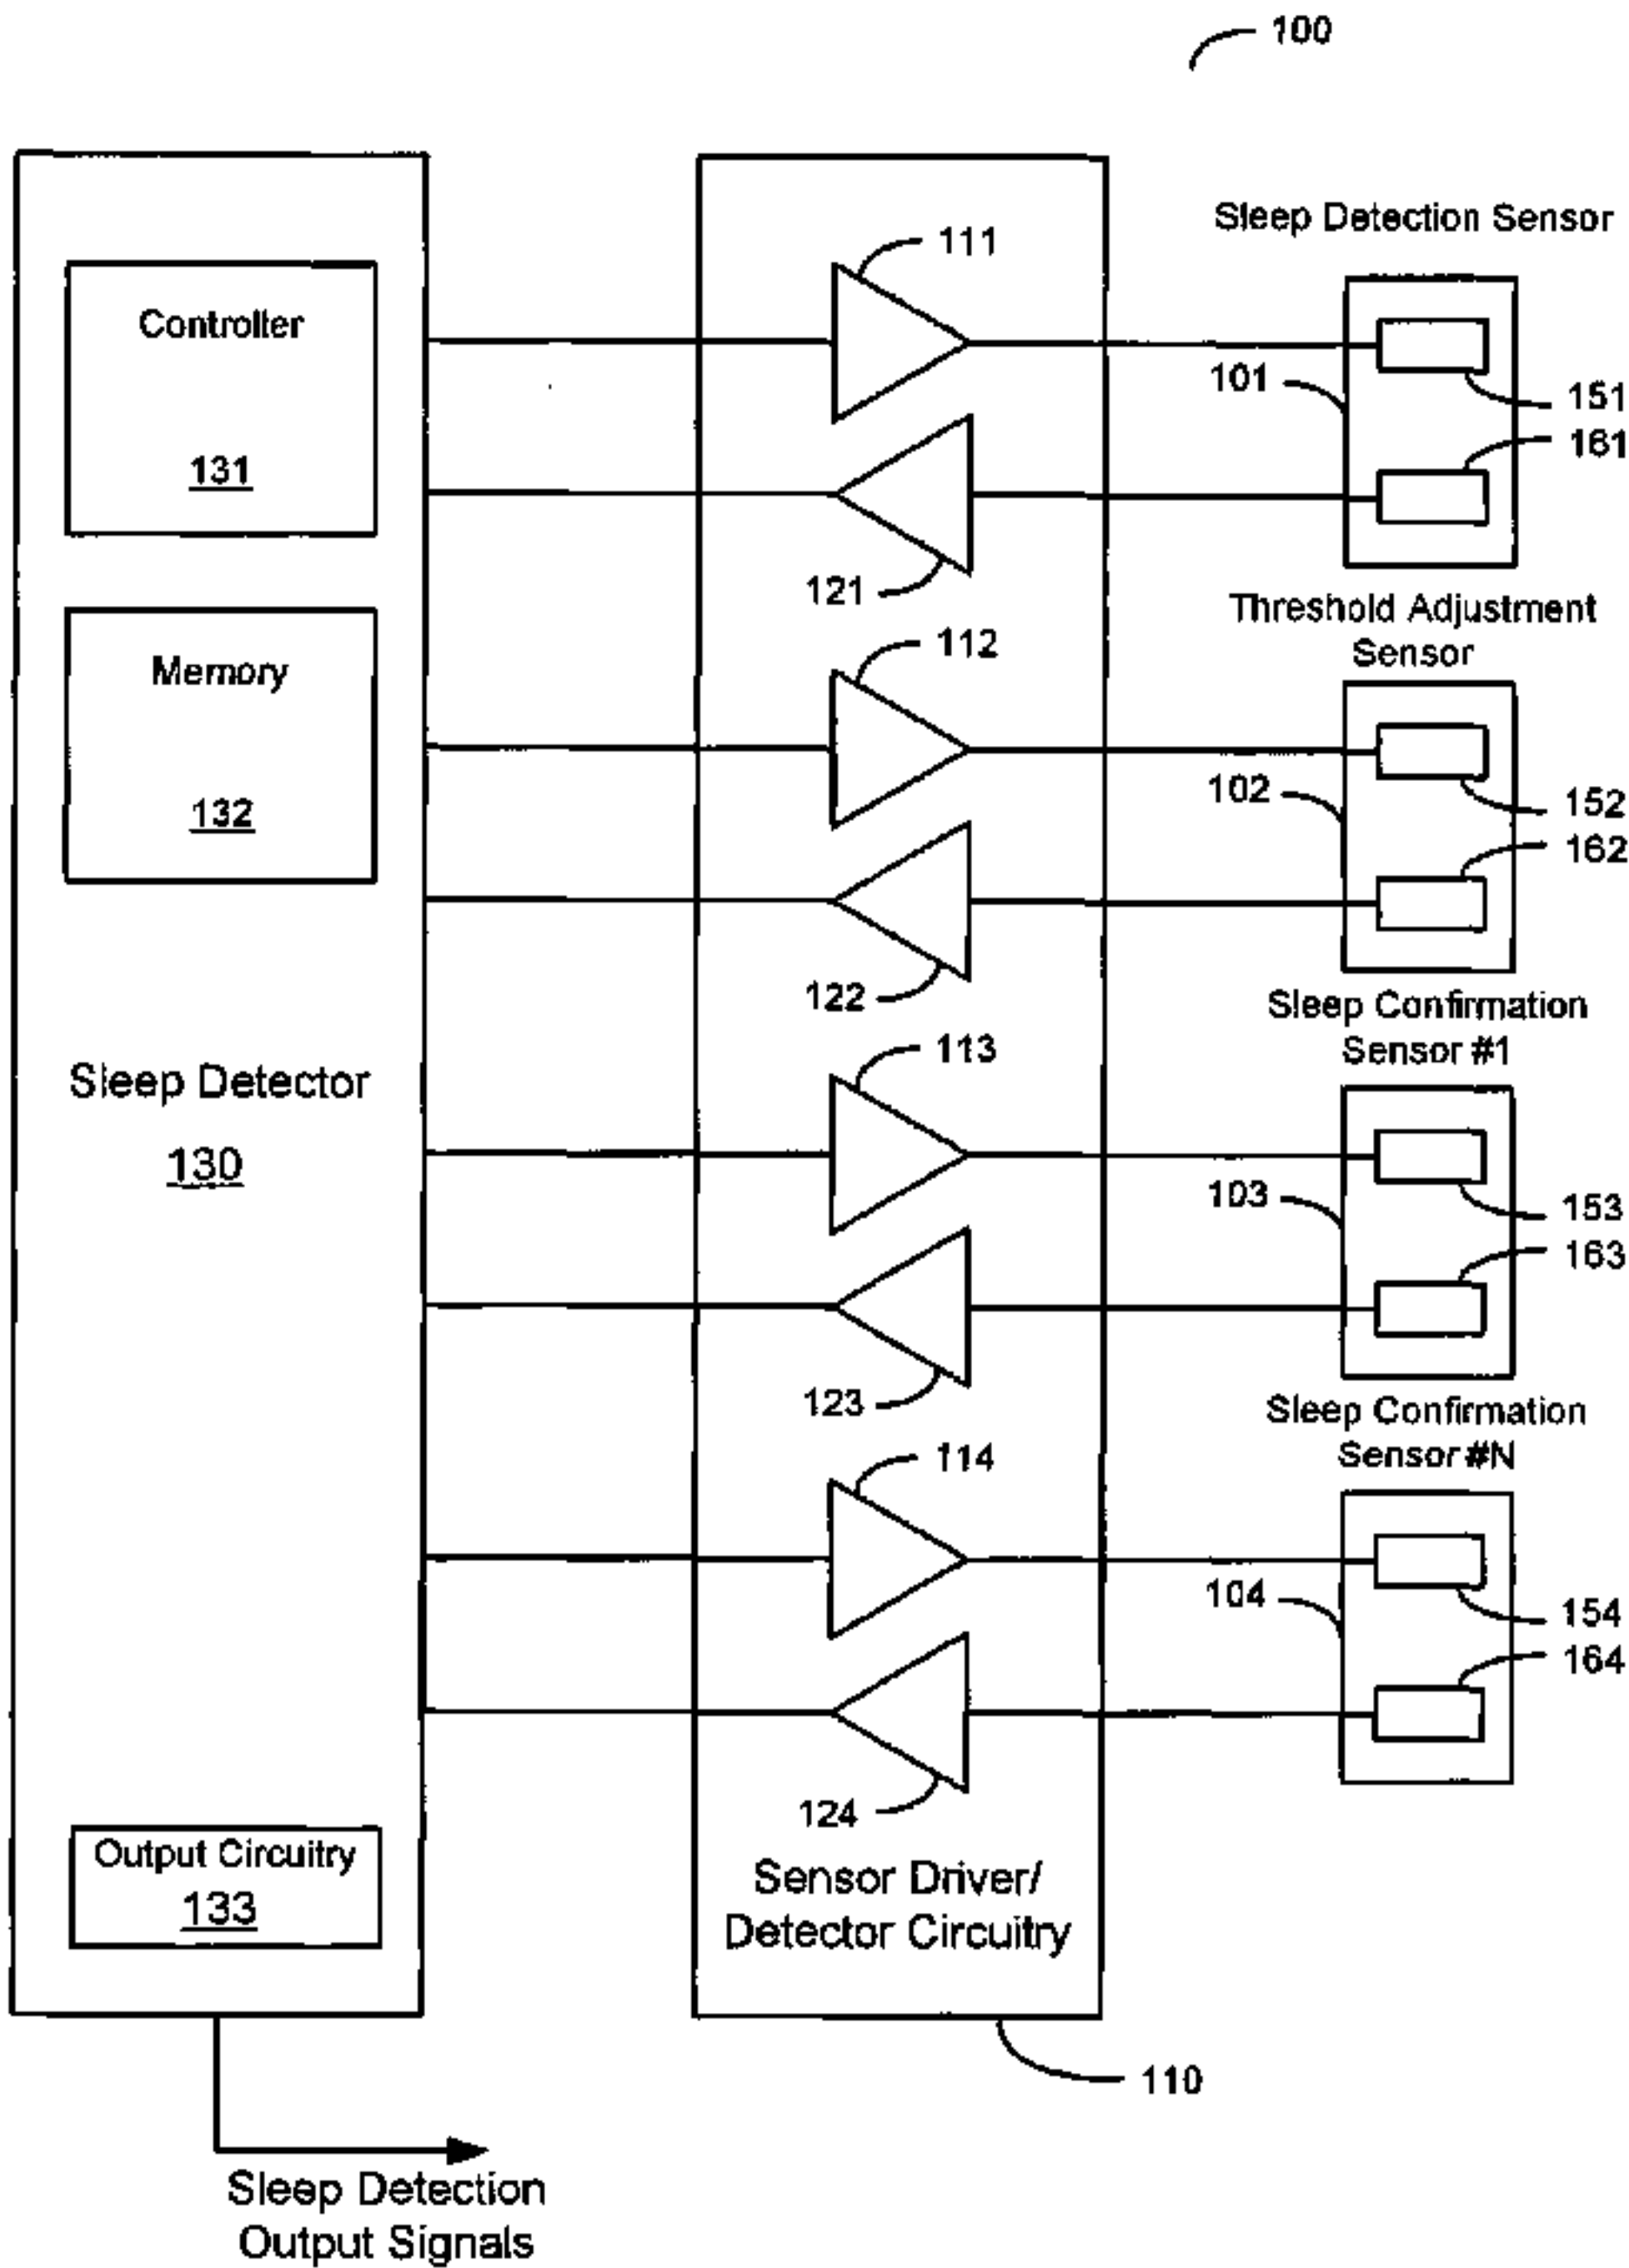 100
Sleep Detection Sensor
111
Controller
101
151
131
161
121
Threshold Adjustment
Sensor
112
Memory
102
152
132
162
122
Sleep Confirmation
Sensor #1
113
Sleep Detector
130
103
153
163
123
Sleep Confirmation
Sensor #N
114
104
154
164
124
Output Circuitry
133
Sensor Driver/
Detector Circuitry
110
Sleep Detection
Output Signals